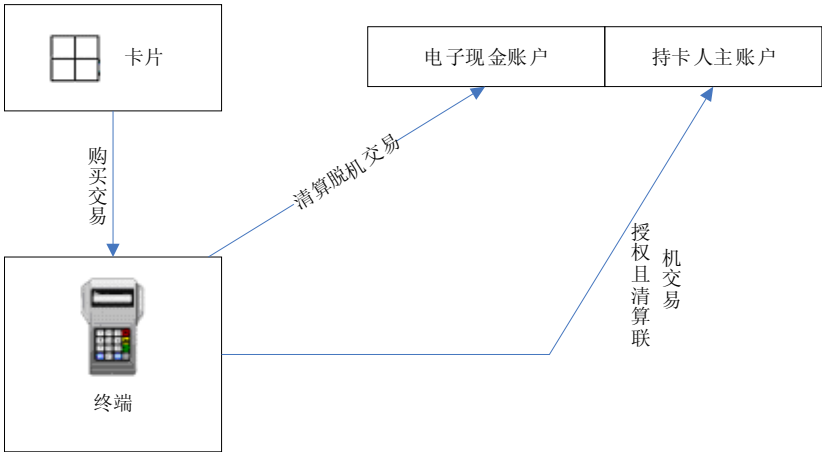 卡片
电子现金账户
持卡人主账户
购买交易
清算脱机交易
授权且清算联
机交易
终端